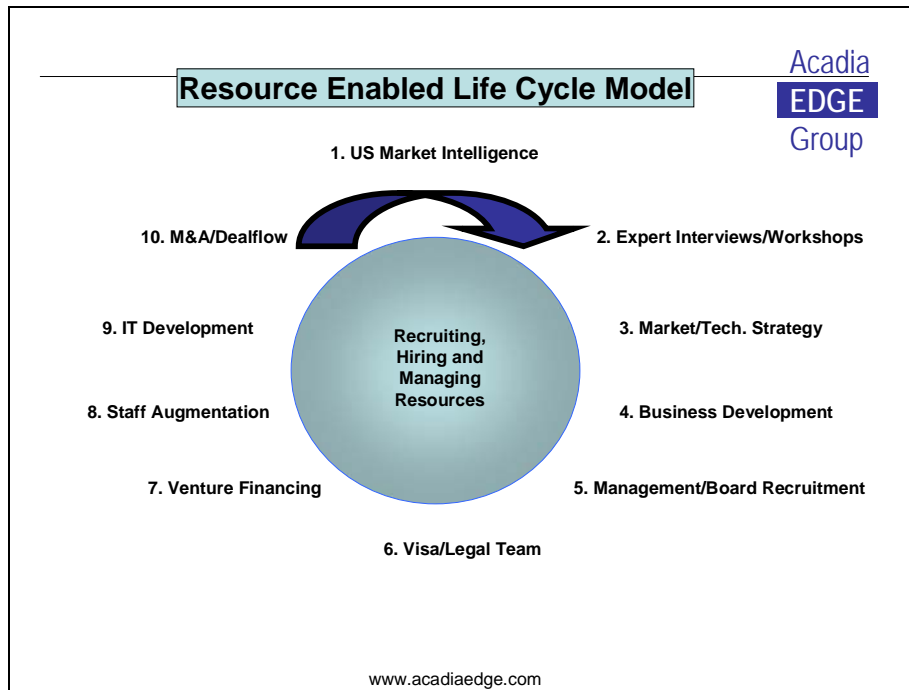 Resource Enabled Life Cycle Model
Acadia
EDGE
Group
1. US Market Intelligence
10. M&A/Dealflow
2. Expert Interviews/Workshops
9. IT Development
3. Market/Tech. Strategy
Recruiting,
Hiring and
Managing
Resources
8. Staff Augmentation
4. Business Development
7. Venture Financing
5. Management/Board Recruitment
6. Visa/Legal Team
www.acadiaedge.com